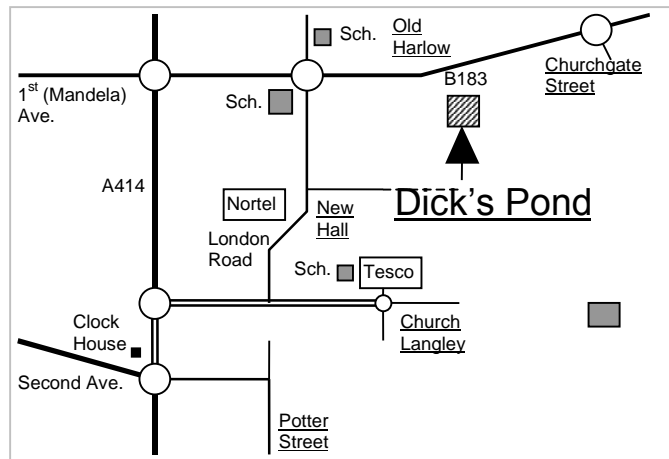 Sch.
Old
Harlow
B183
Churchgate
Street
1st (Mandela)
Ave.
Sch.
A414
Nortel
New
Hall
Dick's Pond
London
Road
Sch.
Tesco
Clock
House
Church
Langley
Second Ave.
Potter
Street